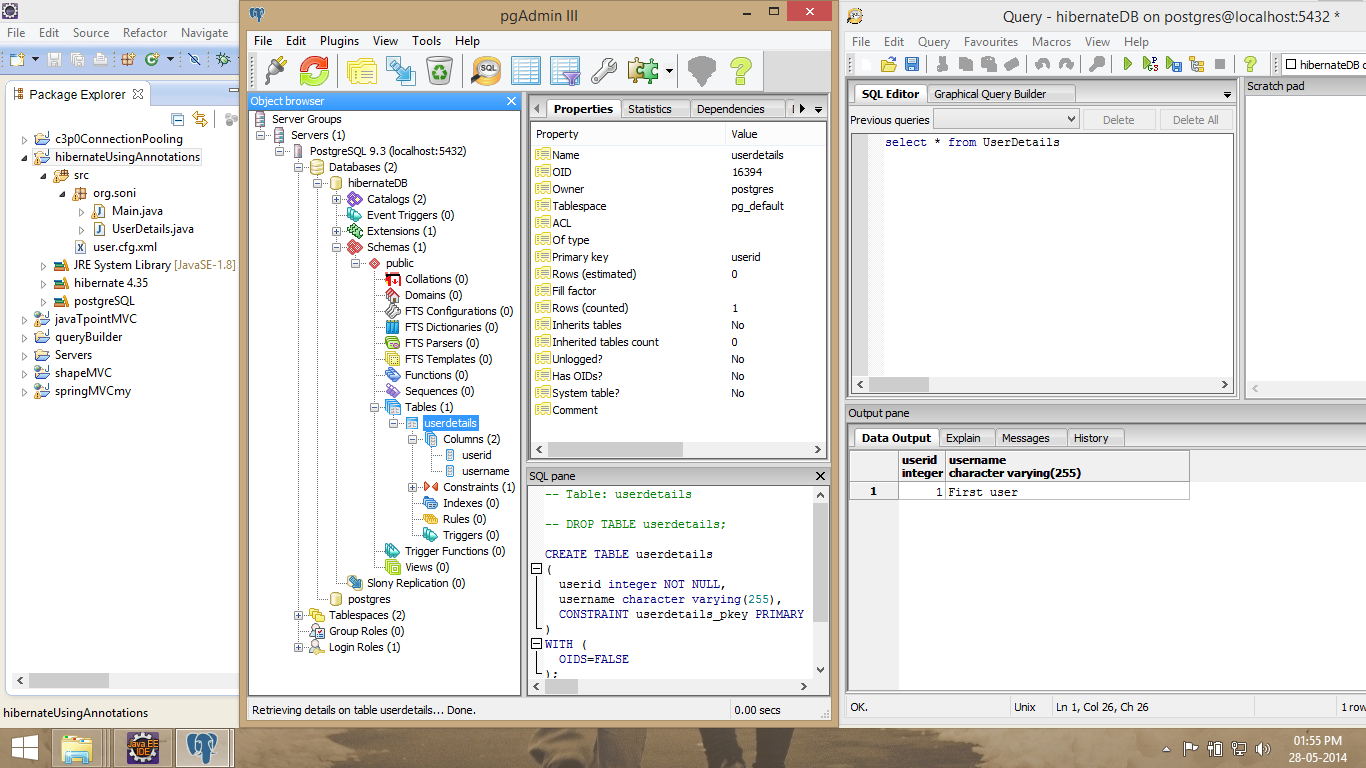 File Edit Source Refactor Navigate
Package Explorer
c3p0ConnectionPooling
hibernateUsingAnnotations
src
org.soni
Main.java
UserDetails.java
user.cfg.xml
JRE System Library [JavaSE-1.8]
hibernate 4.35
postgreSQL
javaTpointMVC
queryBuilder
Servers
shapeMVC
springMVCmy
hibernateUsingAnnotations
pgAdmin III
File Edit Plugins View Tools Help
SQL
Object browser
Server Groups
Servers (1)
PostgreSQL 9.3 (localhost:5432)
Databases (2)
hibernateDB
Catalogs (2)
Event Triggers (0)
Extensions (1)
Schemas (1)
public
Collations (0)
Domains (0)
FTS Configurations (0)
FTS Dictionaries (0)
FTS Parsers (0)
FTS Templates (0)
Functions (0)
Sequences (0)
Tables (1)
userdetails
Columns (2)
userid
username
Constraints (1)
Indexes (0)
Rules (0)
Triggers (0)
Trigger Functions (0)
Views (0)
Slony Replication (0)
postgres
Tablespaces (2)
Group Roles (0)
Login Roles (1)
Properties Statistics Dependencies
Property Value
Name userdetails
OID 16394
Owner postgres
Tablespace pg_default
ACL
Of type
Primary key userid
Rows (estimated) 0
Fill factor
Rows (counted) 1
Inherits tables No
Inherited tables count 0
Unlogged? No
Has OIDs? No
System table? No
Comment
SQL pane
-- Table: userdetails
-- DROP TABLE userdetails;
CREATE TABLE userdetails
(
userid integer NOT NULL,
username character varying(255),
CONSTRAINT userdetails_pkey PRIMARY
)
WITH (
OIDS=FALSE
);
Retrieving details on table userdetails... Done. 0.00 secs
Query - hibernateDB on postgres@localhost:5432 *
File Edit Query Favourites Macros View Help
hibernateDB o
SQL Editor Graphical Query Builder
Previous queries Delete Delete All
select * from UserDetails
Scratch pad
Output pane
Data Output Explain Messages History
userid integer username character varying(255)
1 1 First user
OK. Unix Ln 1, Col 26, Ch 26 1 row
Java EE IDE
01:55 PM
28-05-2014